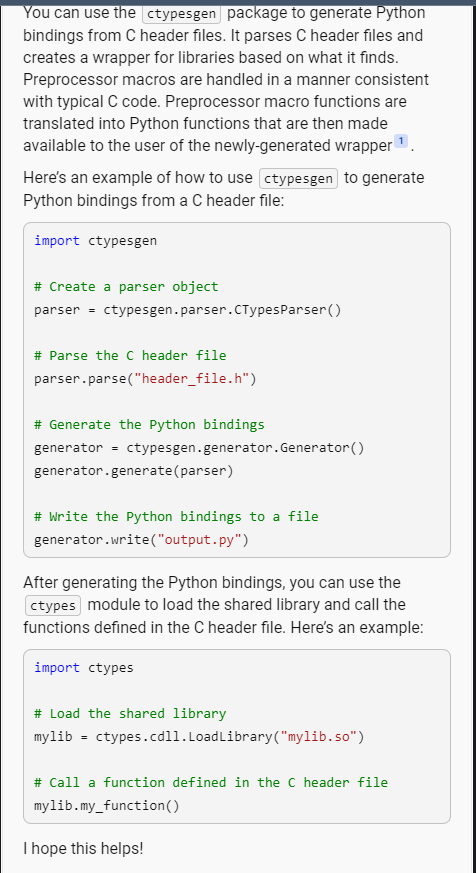 You can use the ctypesgen package to generate Python
bindings from C header files. It parses C header files and
creates a wrapper for libraries based on what it finds.
Preprocessor macros are handled in a manner consistent
with typical C code. Preprocessor macro functions are
translated into Python functions that are then made
available to the user of the newly-generated wrapper 1 .
Here’s an example of how to use ctypesgen to generate
Python bindings from a C header file:
import ctypesgen
# Create a parser object
parser = ctypesgen.parser.CTypesParser()
# Parse the C header file
parser.parse("header_file.h")
# Generate the Python bindings
generator = ctypesgen.generator.Generator()
generator.generate(parser)
# Write the Python bindings to a file
generator.write("output.py")
After generating the Python bindings, you can use the
ctypes module to load the shared library and call the
functions defined in the C header file. Here’s an example:
import ctypes
# Load the shared library
mylib = ctypes.cdll.LoadLibrary("mylib.so")
# Call a function defined in the C header file
mylib.my_function()
I hope this helps!